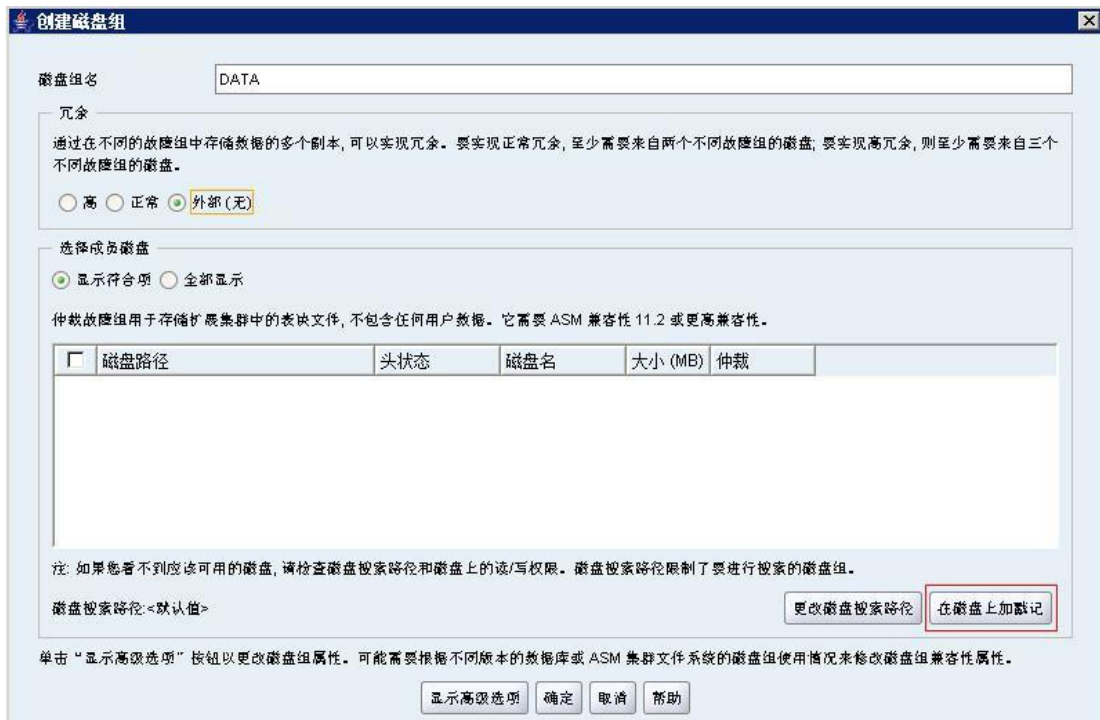 创建磁盘组
磁盘组名 DATA
冗余
通过在不同的故障组中存储数据的多个副本, 可以实现冗余。要实现正常冗余, 至少需要来自两个不同故障组的磁盘; 要实现高冗余, 则至少需要来自三个
不同故障组的磁盘。
高 正常 外部 (无)
选择成员磁盘
显示符合项 全部显示
仲裁故障组用于存储扩展集群中的表决文件, 不包含任何用户数据。它需要 ASM 兼容性 11.2 或更高兼容性。
磁盘路径 头状态 磁盘名 大小 (MB) 仲裁
注: 如果您看不到应该可用的磁盘, 请检查磁盘搜索路径和磁盘上的读/写权限。磁盘搜索路径限制了要进行搜索的磁盘组。
磁盘搜索路径:<默认值> 更改磁盘搜索路径 在磁盘上加戳记
单击 “显示高级选项” 按钮以更改磁盘组属性。可能需要根据不同版本的数据库或 ASM 集群文件系统的磁盘组使用情况来修改磁盘组兼容性属性。
显示高级选项 确定 取消 帮助